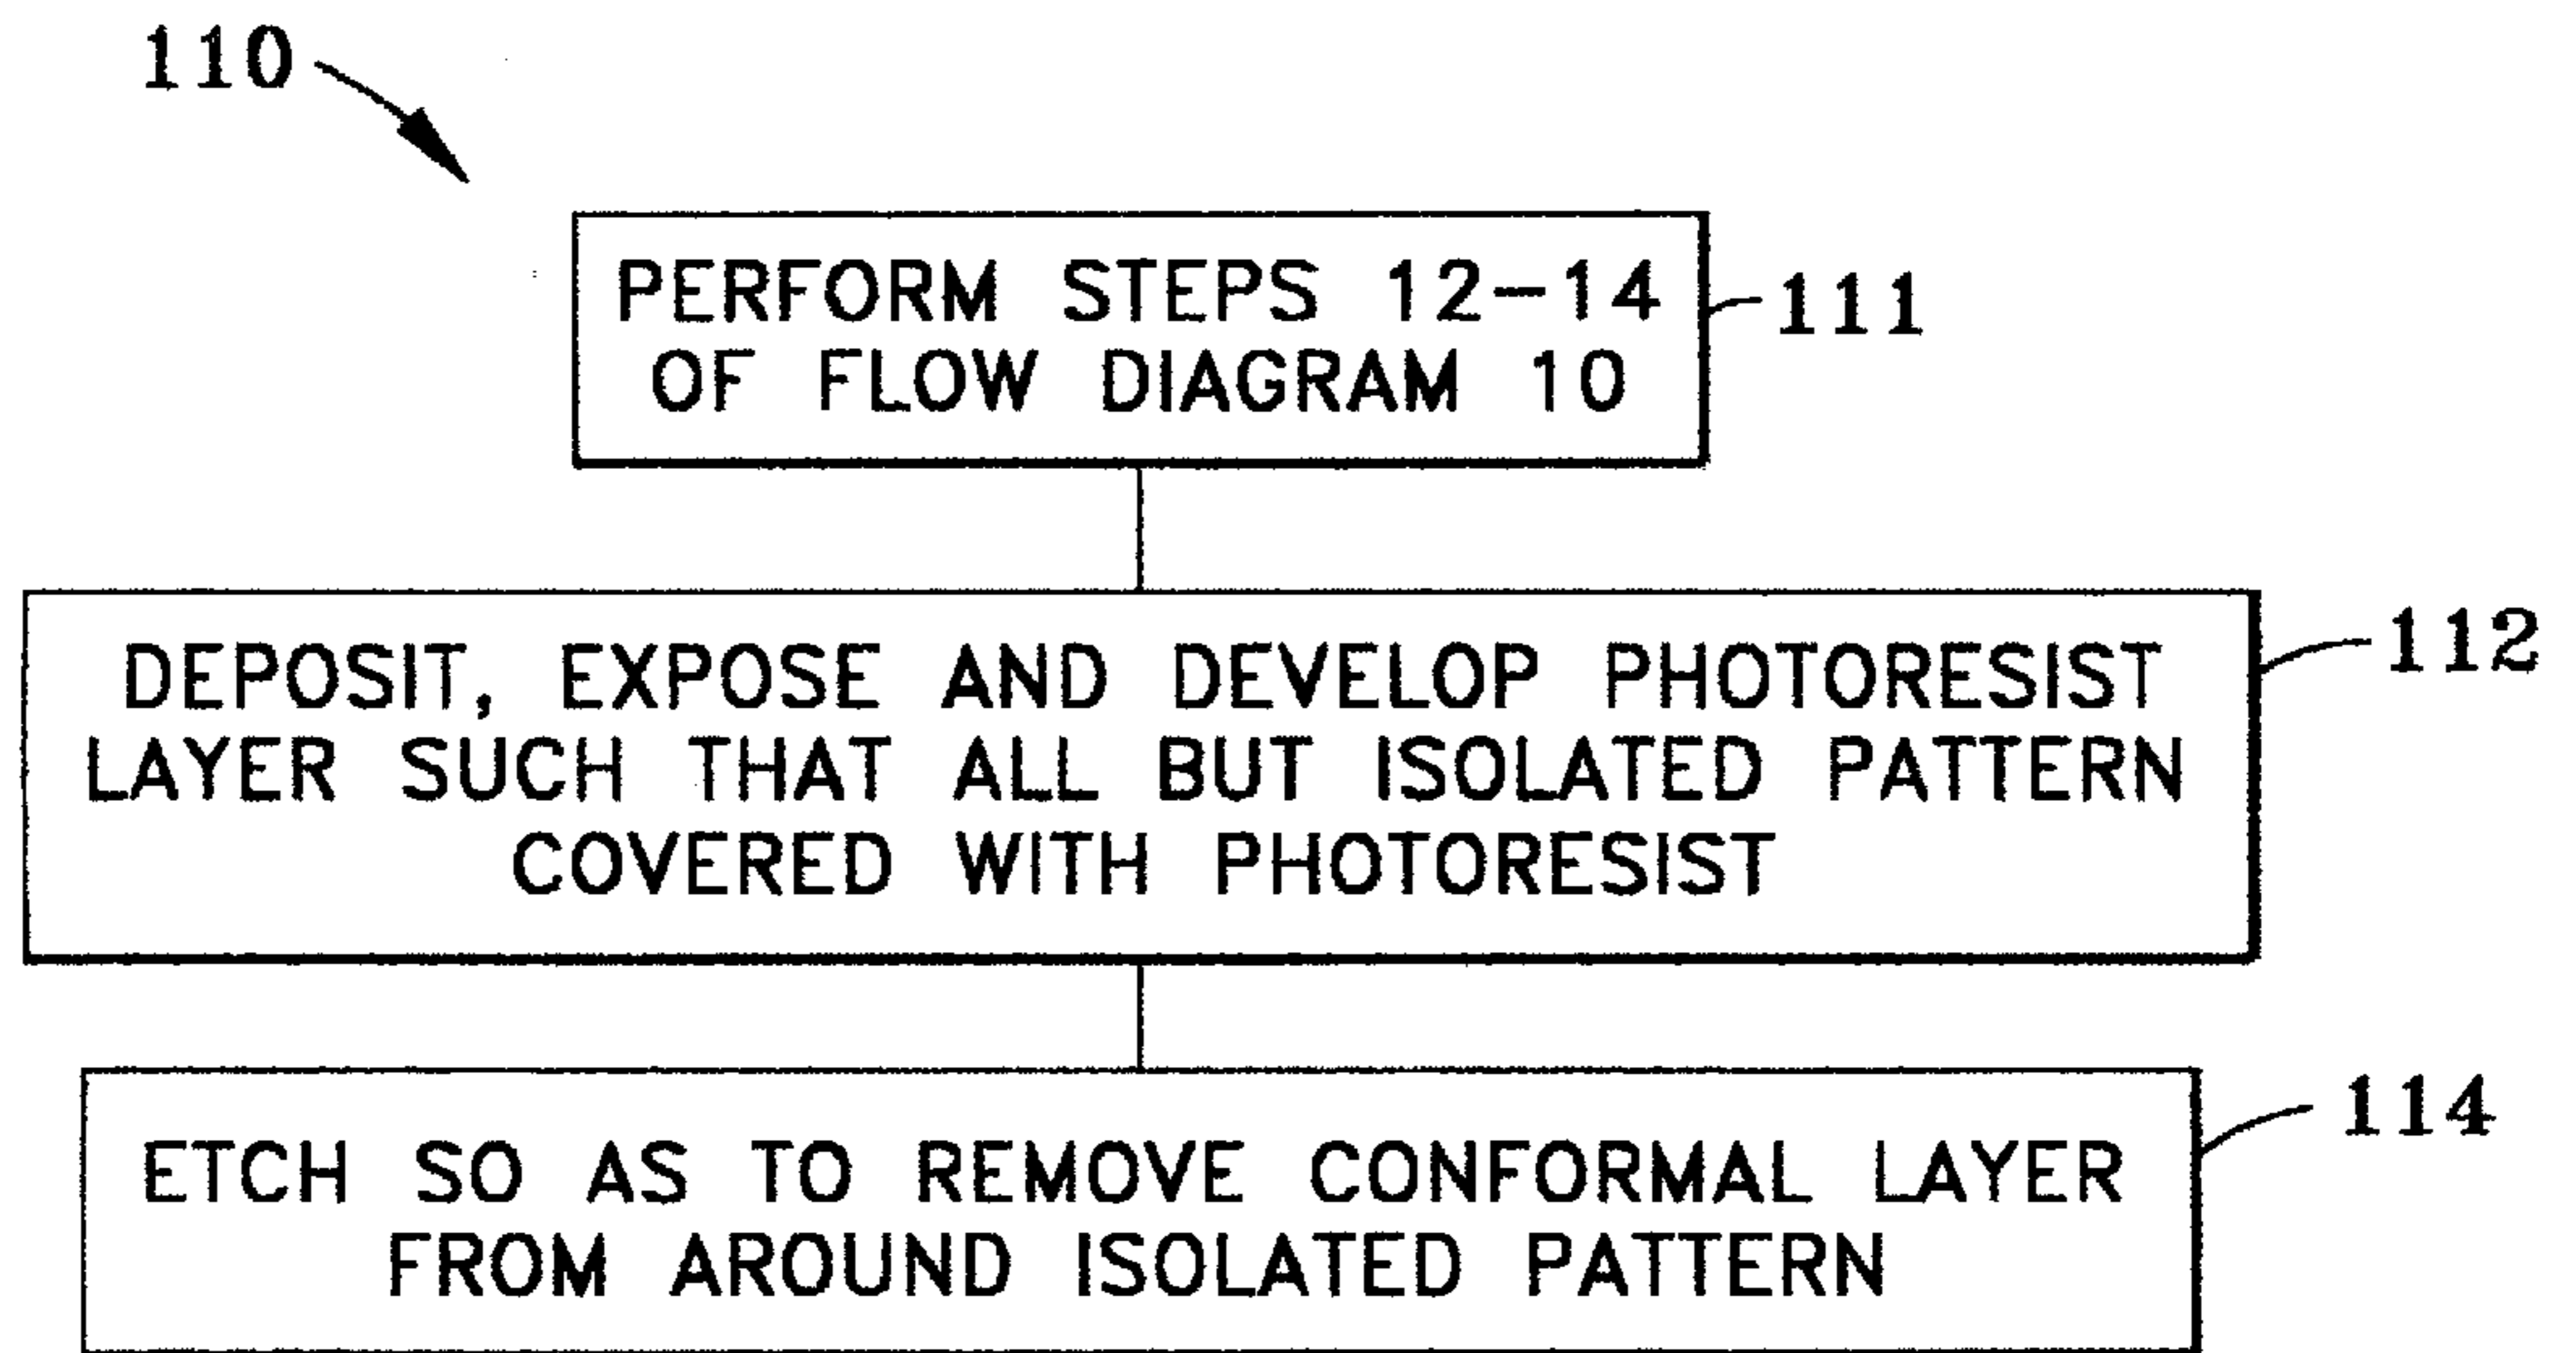 110
PERFORM STEPS 12-14
OF FLOW DIAGRAM 10
111
DEPOSIT, EXPOSE AND DEVELOP PHOTORESIST
LAYER SUCH THAT ALL BUT ISOLATED PATTERN
COVERED WITH PHOTORESIST
112
ETCH SO AS TO REMOVE CONFORMAL LAYER
FROM AROUND ISOLATED PATTERN
114